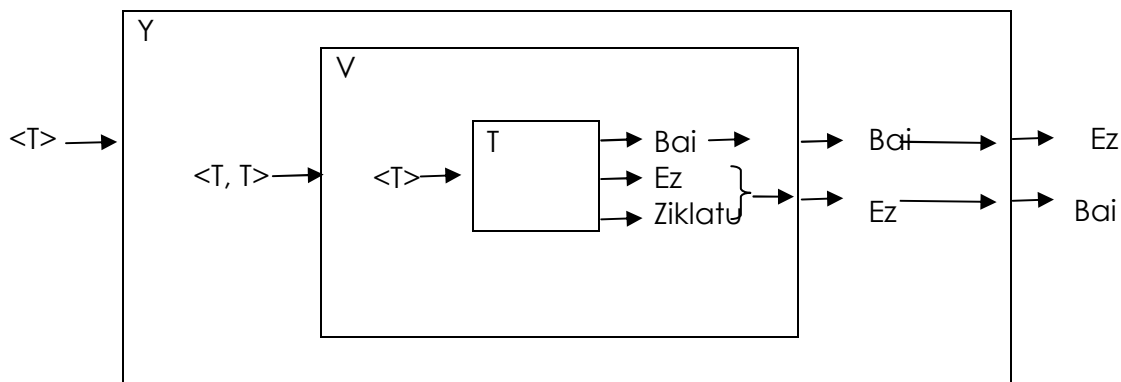 Y
V
<T> T Bai Bai Ez
<T, T> <T> Ez
Ziklatu Ez Bai